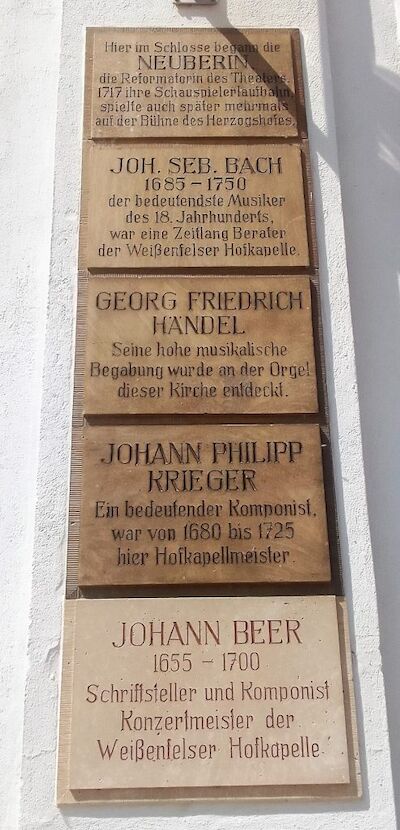 Hier im Schlosse begann die
NEUBERIN,
die Reformatorin des Theaters,
1717 ihre Schauspielerlaufbahn,
spielte auch später mehrmals
auf der Bühne des Herzogshofes.
JOH. SEB. BACH
1685 – 1750
der bedeutendste Musiker
des 18. Jahrhunderts,
war eine Zeitlang Berater
der Weißenfelser Hofkapelle.
GEORG FRIEDRICH
HÄNDEL
Seine hohe musikalische
Begabung wurde an der Orgel
dieser Kirche entdeckt.
JOHANN PHILIPP
KRIEGER
Ein bedeutender Komponist,
war von 1680 bis 1725
hier Hofkapellmeister.
JOHANN BEER
1655 – 1700
Schriftsteller und Komponist
Konzertmeister der
Weißenfelser Hofkapelle